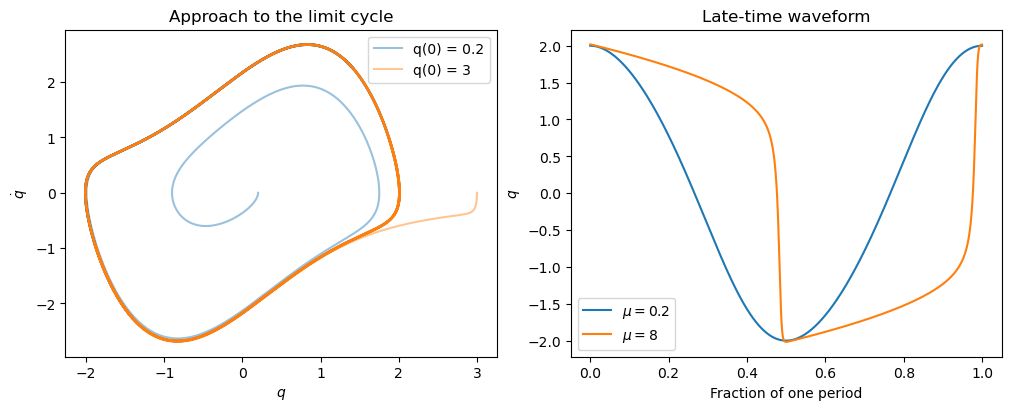 Approach to the limit cycle
q(0) = 0.2
q(0) = 3
2
1
0
−1
−2
q̇
−2
−1
0
1
2
3
q
Late-time waveform
2.0
1.5
1.0
0.5
0.0
−0.5
−1.0
−1.5
−2.0
q
μ = 0.2
μ = 8
0.0
0.2
0.4
0.6
0.8
1.0
Fraction of one period